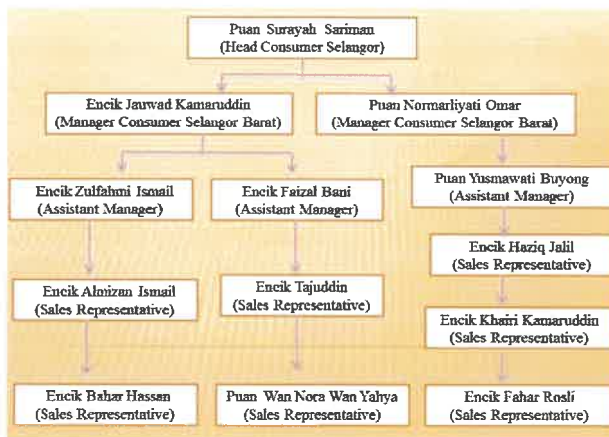 Puan Surayah Sariman
(Head Consumer Selangor)
Encik Jauwad Kamaruddin
(Manager Consumer Selangor Barat)
Puan Normarliyati Omar
(Manager Consumer Selangor Barat)
Encik Zulfahmi Ismail
(Assistant Manager)
Encik Faizal Bani
(Assistant Manager)
Puan Yusmawati Buyong
(Assistant Manager)
Encik Haziq Jalil
(Sales Representative)
Encik Almizan Ismail
(Sales Representative)
Encik Tajuddin
(Sales Representative)
Encik Khairi Kamaruddin
(Sales Representative)
Encik Bahar Hassan
(Sales Representative)
Puan Wan Nora Wan Yahya
(Sales Representative)
Encik Fahar Rosli
(Sales Representative)